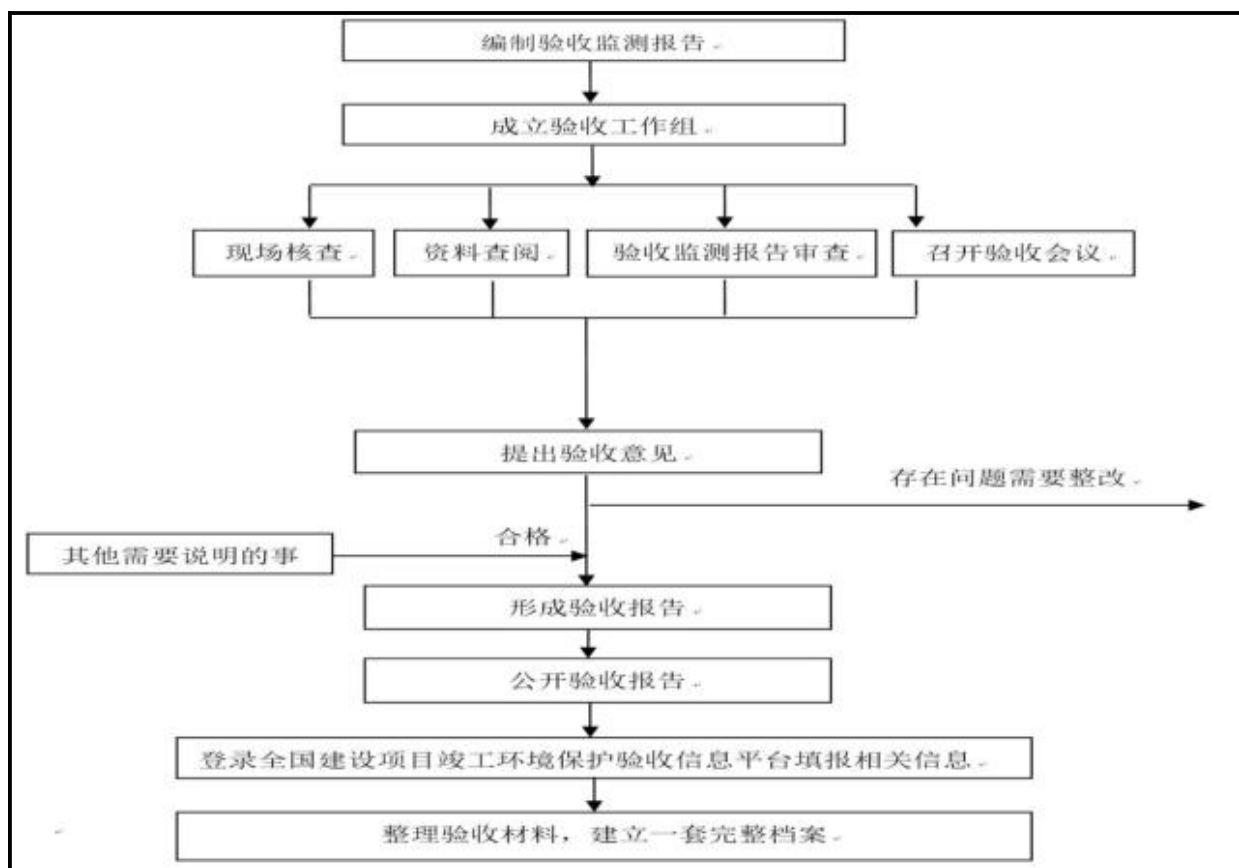 编制验收监测报告
成立验收工作组
现场核查
资料查阅
验收监测报告审查
召开验收会议
提出验收意见
存在问题需要整改
合格
其他需要说明的事
形成验收报告
公开验收报告
登录全国建设项目竣工环境保护验收信息平台填报相关信息
整理验收材料，建立一套完整档案